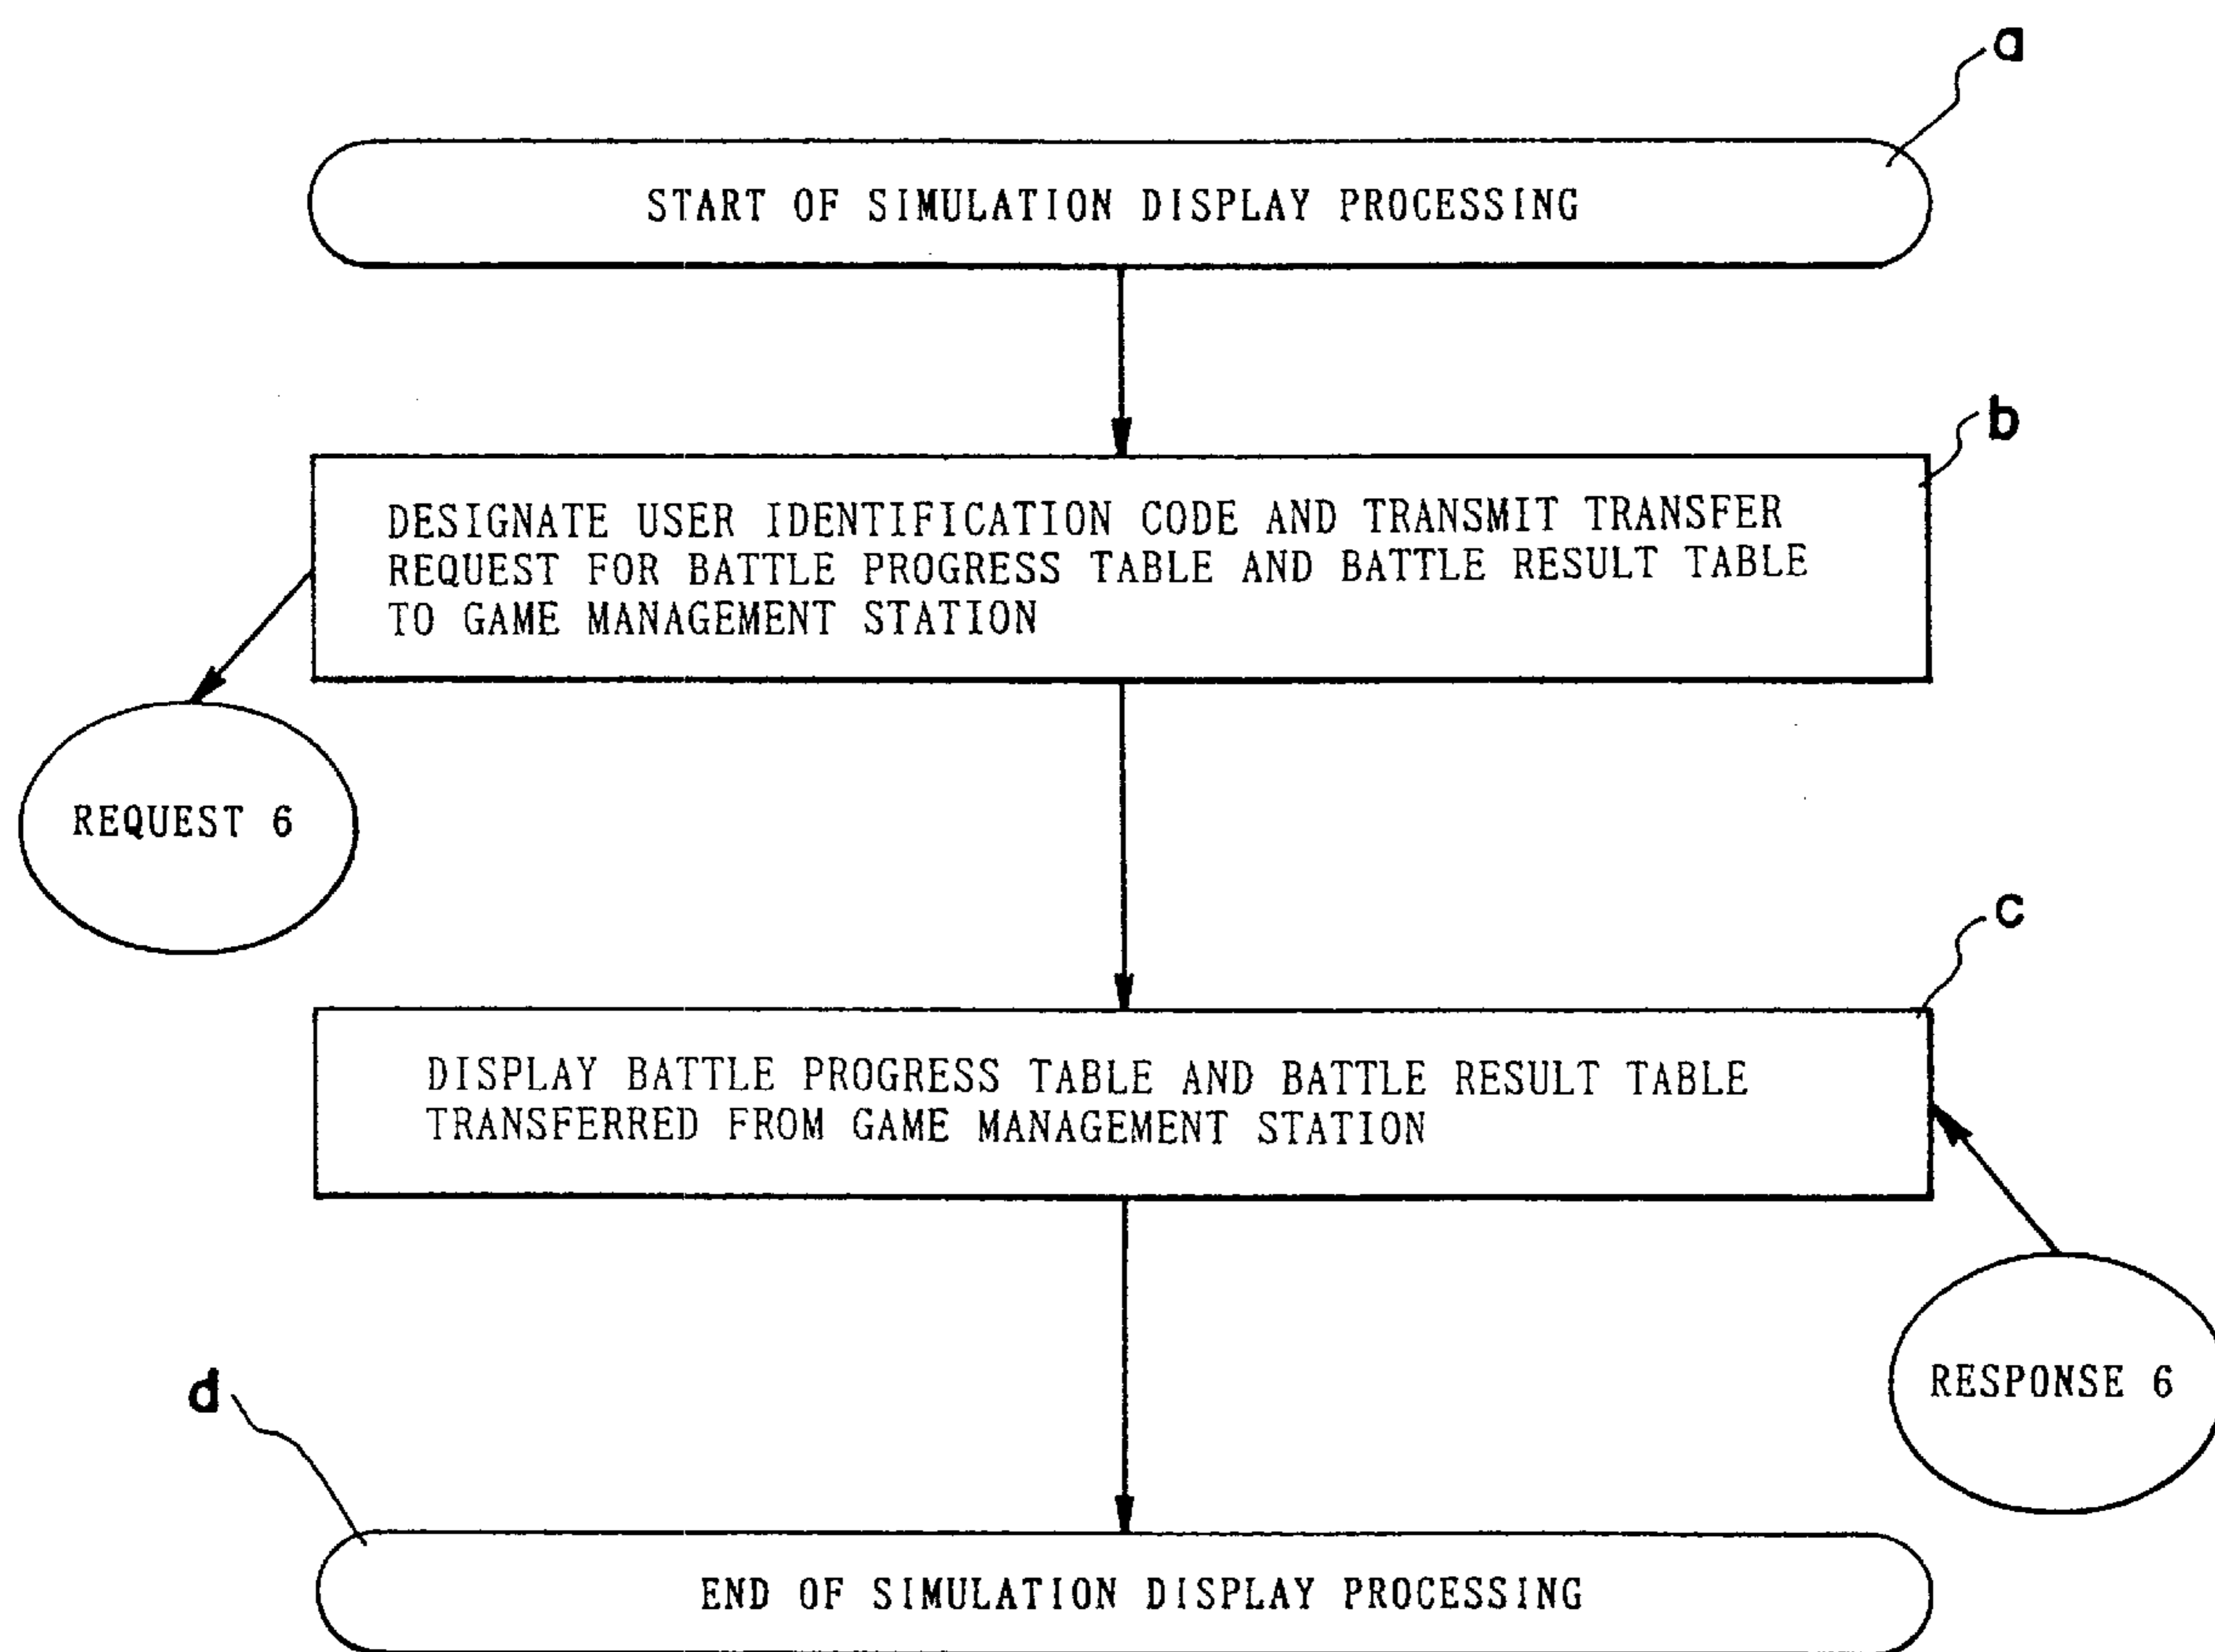 a
START OF SIMULATION DISPLAY PROCESSING
b
DESIGNATE USER IDENTIFICATION CODE AND TRANSMIT TRANSFER
REQUEST FOR BATTLE PROGRESS TABLE AND BATTLE RESULT TABLE
TO GAME MANAGEMENT STATION
REQUEST 6
c
DISPLAY BATTLE PROGRESS TABLE AND BATTLE RESULT TABLE
TRANSFERRED FROM GAME MANAGEMENT STATION
RESPONSE 6
d
END OF SIMULATION DISPLAY PROCESSING